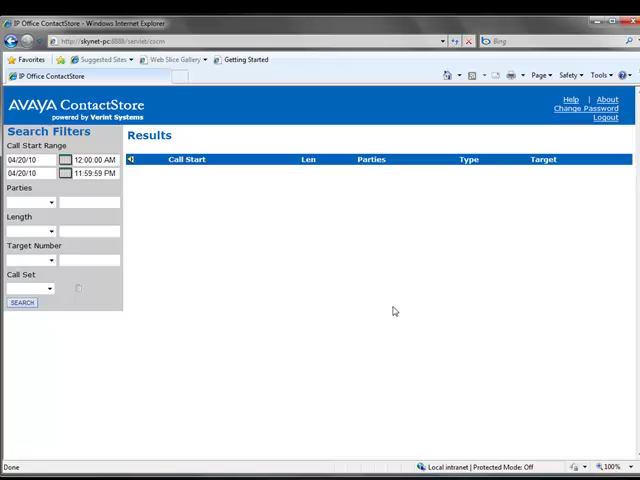 IP Office ContactStore - Windows Internet Explorer
http://skynet-pc:8888/servlet/cscm
Bing
Favorites Suggested Sites Web Slice Gallery Getting Started
IP Office ContactStore
Page Safety Tools
AVAYA ContactStore
powered by Verint Systems
Help | About
Change Password
Logout
Search Filters
Call Start Range
04/20/10 12:00:00 AM
04/20/10 11:59:59 PM
Parties
Length
Target Number
Call Set
SEARCH
Results
Call Start Len Parties Type Target
Done
Local intranet | Protected Mode: Off
100%